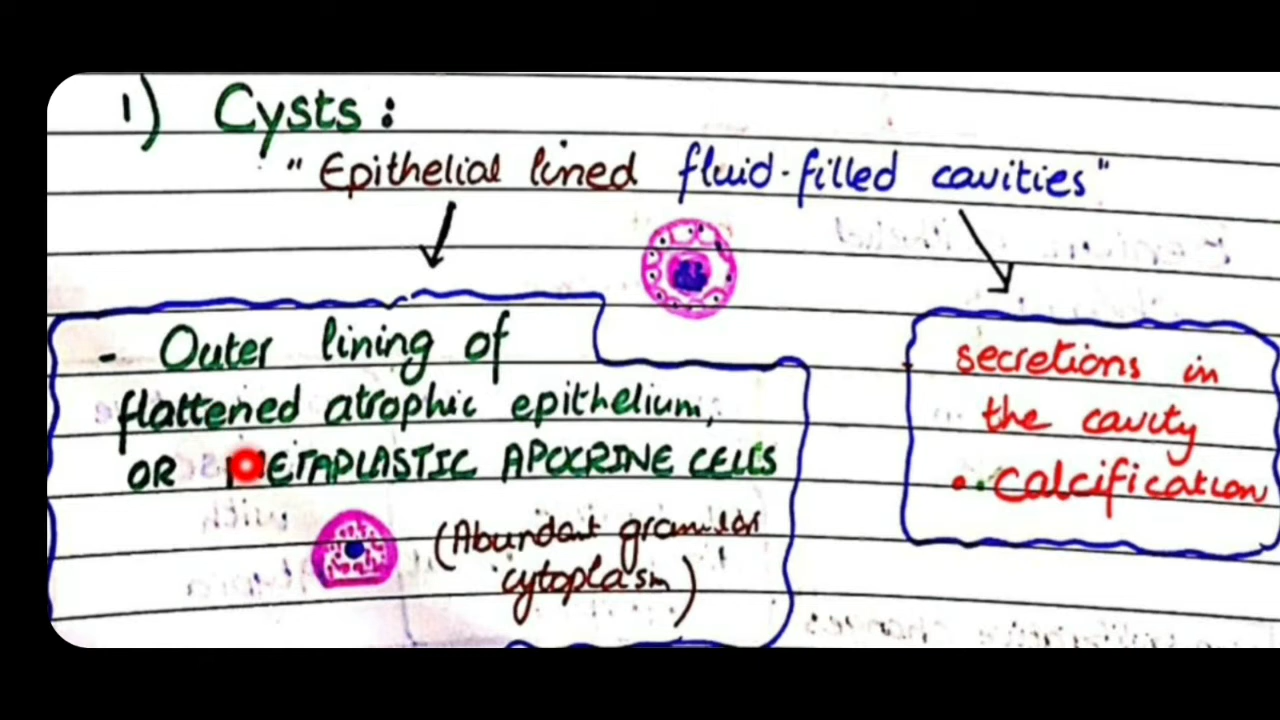 1) Cysts:
"Epithelial lined fluid-filled cavities"
- Outer lining of
flattened atrophic epithelium,
OR METAPLASTIC APOCRINE CELLS
(Abundant granular
cytoplasm)
secretions in
the cavity
• calcification